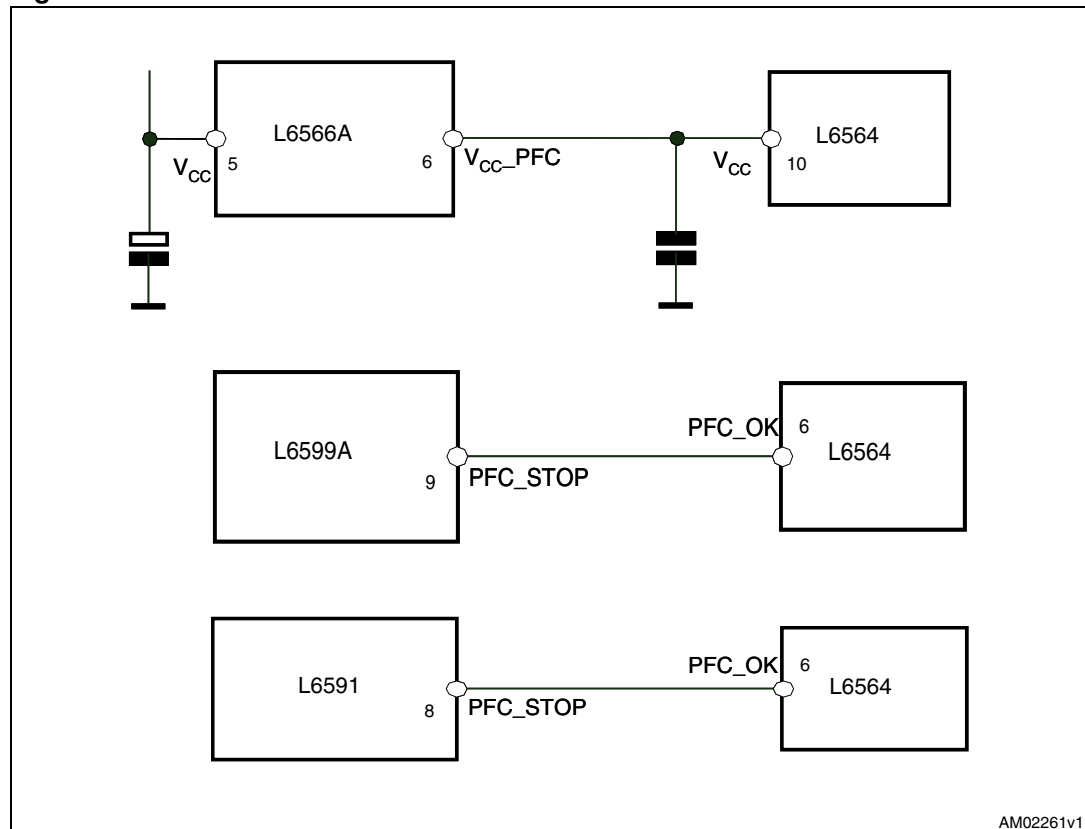 L6566A
L6564
V_CC 5
6 V_CC_PFC
V_CC 10
L6599A
PFC_OK 6
L6564
9 PFC_STOP
L6591
PFC_OK 6
L6564
8 PFC_STOP
AM02261v1